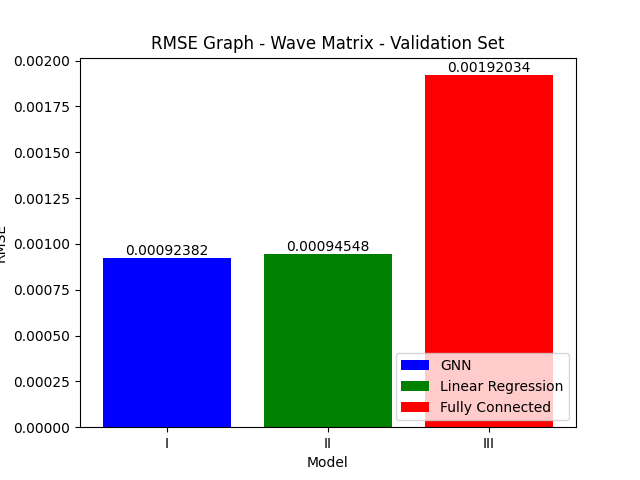 RMSE Graph - Wave Matrix - Validation Set
RMSE
0.00200
0.00175
0.00150
0.00125
0.00100
0.00075
0.00050
0.00025
0.00000
0.00092382
0.00094548
0.00192034
GNN
Linear Regression
Fully Connected
I
II
III
Model